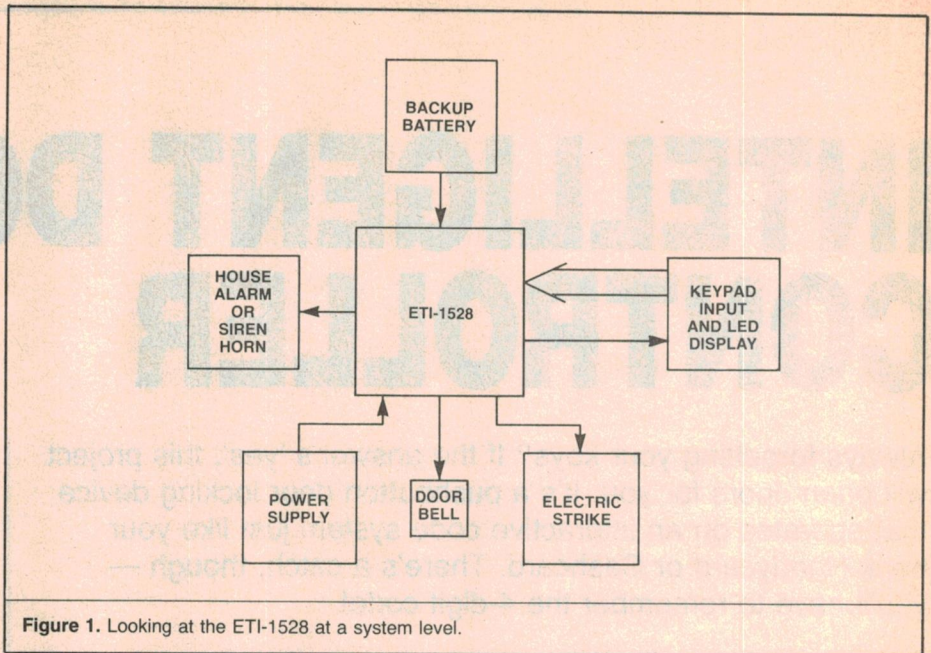 BACKUP
BATTERY
HOUSE
ALARM
OR
SIREN
HORN
ETI-1528
KEYPAD
INPUT
AND LED
DISPLAY
POWER
SUPPLY
DOOR
BELL
ELECTRIC
STRIKE
Figure 1. Looking at the ETI-1528 at a system level.